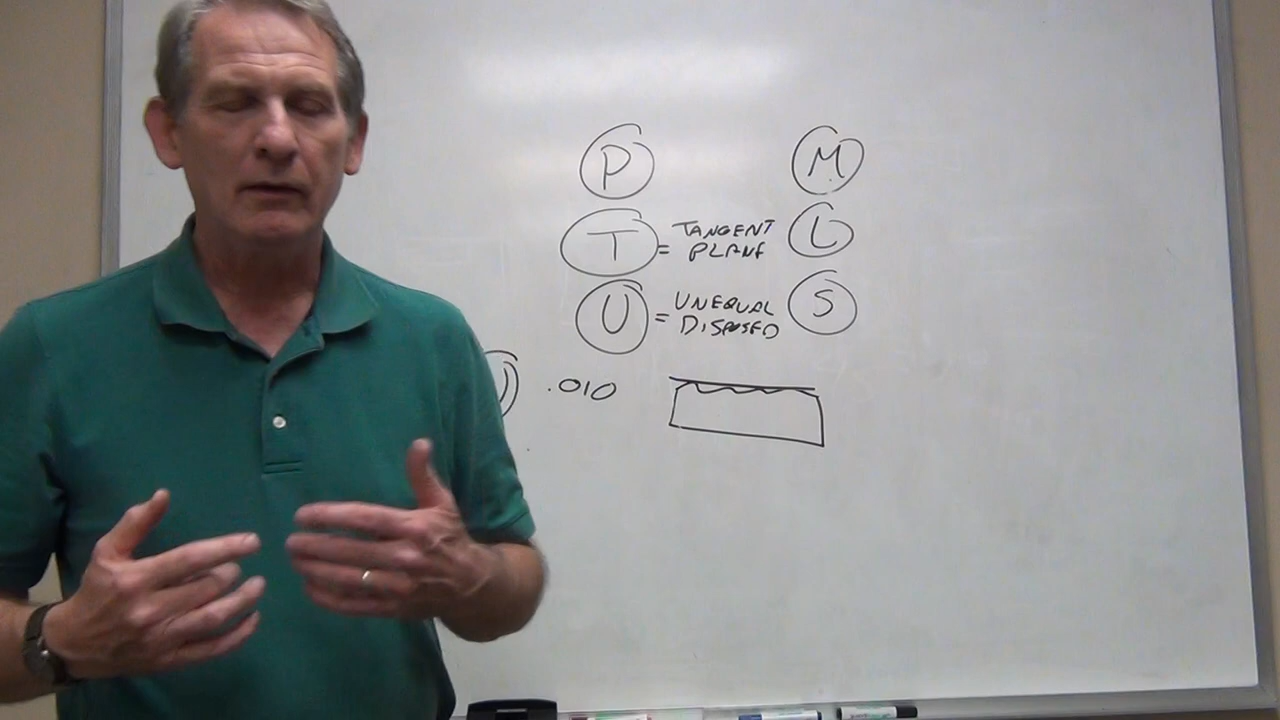 P M
T = TANGENT PLANE L
U = UNEQUAL DISPOSED S
.010